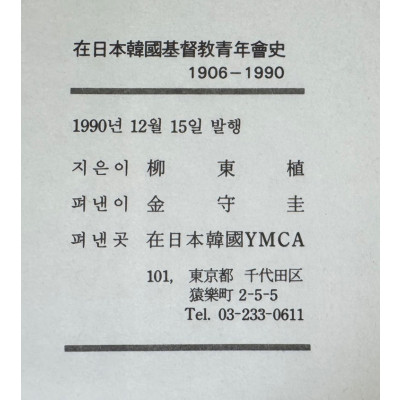 在日本韓國基督教青年會史
1906－1990
1990년 12월 15일 발행
지은이 柳 東 植
펴낸이 金 守 圭
펴낸곳 在日本韓國YMCA
101, 東京都 千代田区
猿樂町 2-5-5
Tel. 03-233-0611